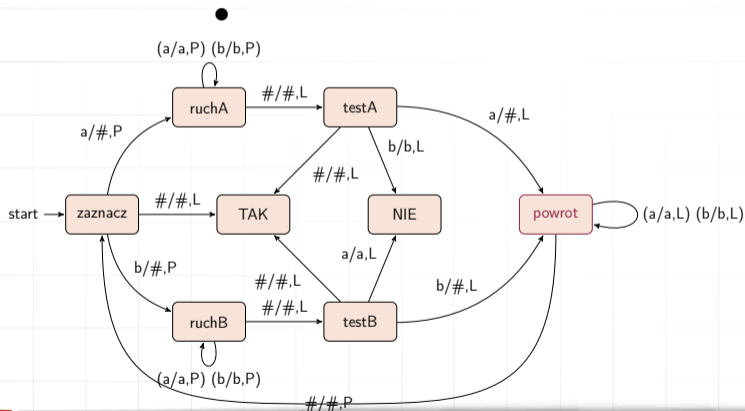 (a/a,P) (b/b,P)
ruchA
#/#,L
testA
a/#,P
a/#,L
b/b,L
#/#,L
start
zaznacz
#/#,L
TAK
NIE
powrot
(a/a,L) (b/b,L)
b/#,P
a/a,L
#/#,L
b/#,L
ruchB
#/#,L
testB
(a/a,P) (b/b,P)
#/#,P